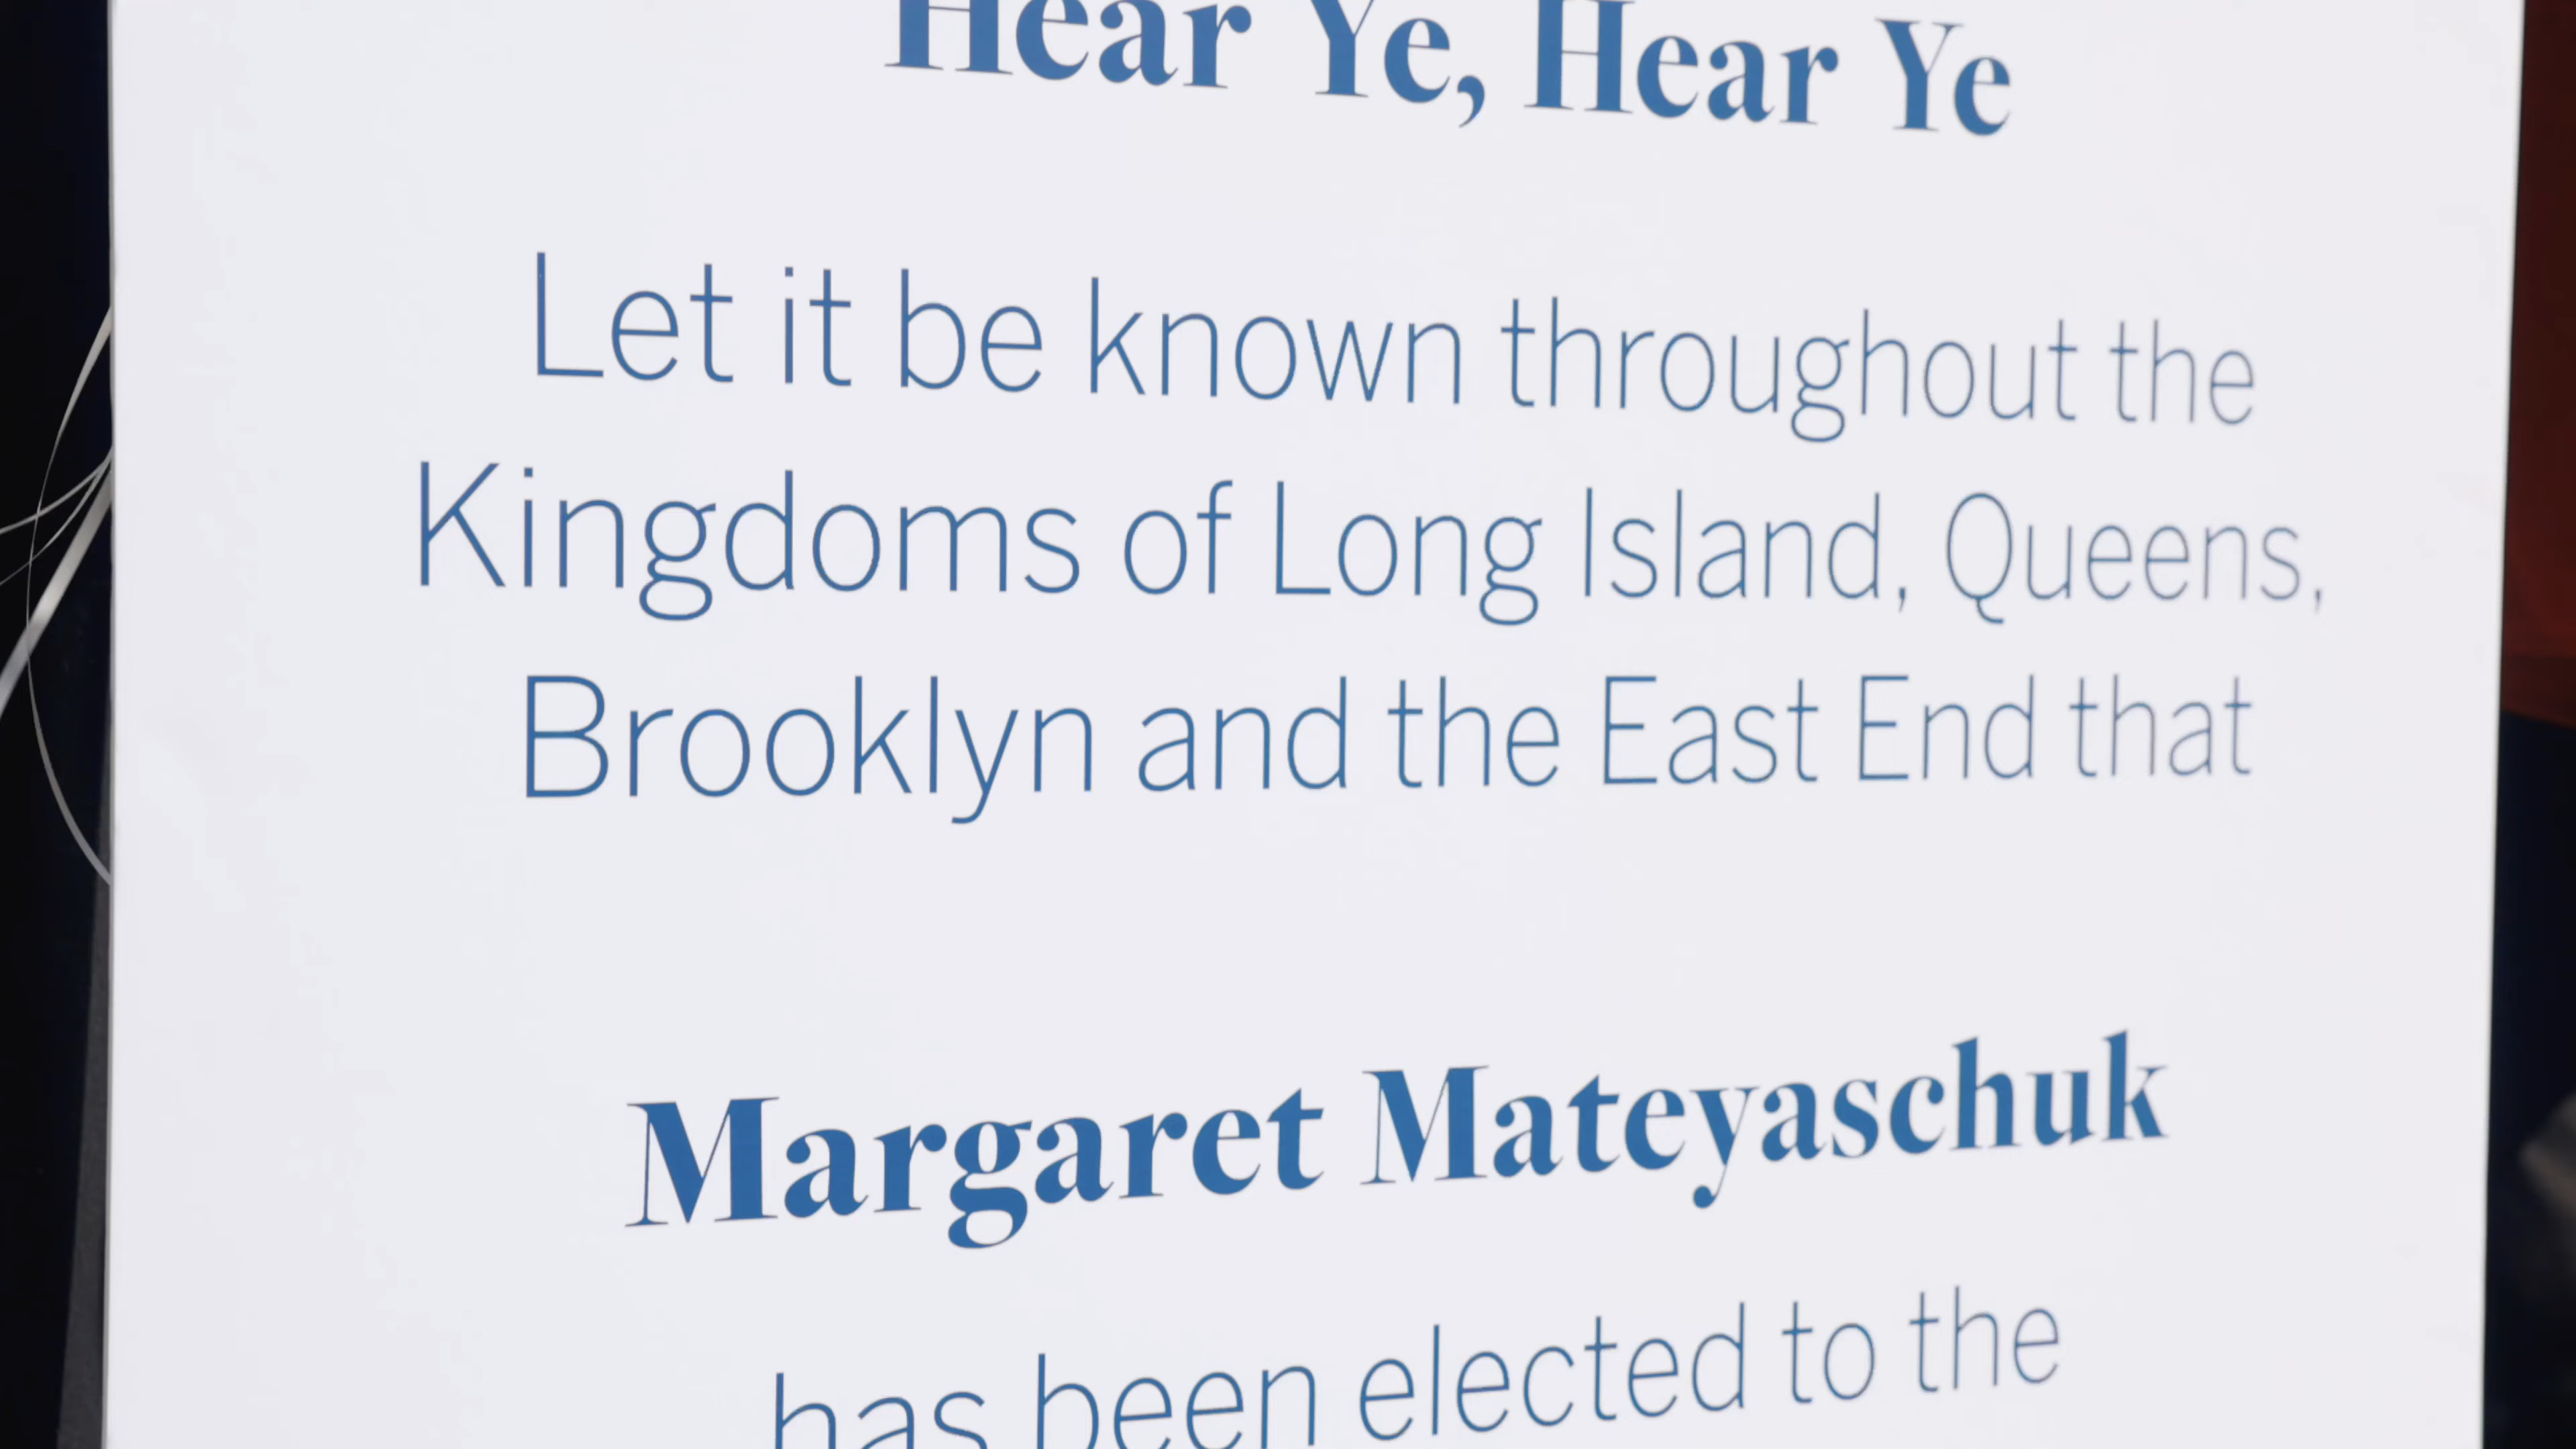 Hear Ye, Hear Ye
Let it be known throughout the
Kingdoms of Long Island, Queens,
Brooklyn and the East End that
Margaret Mateyaschuk
has been elected to the